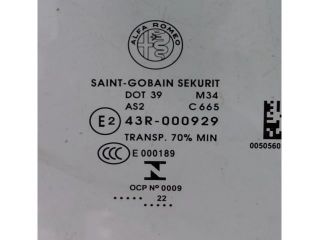 ALFA ROMEO
SAINT-GOBAIN SEKURIT
DOT 39 M34
AS2 C 665
E2 43R-000929
TRANSP. 70% MIN
CCC E 000189
N
OCP Nº 0009
..... 22 .....
0050560